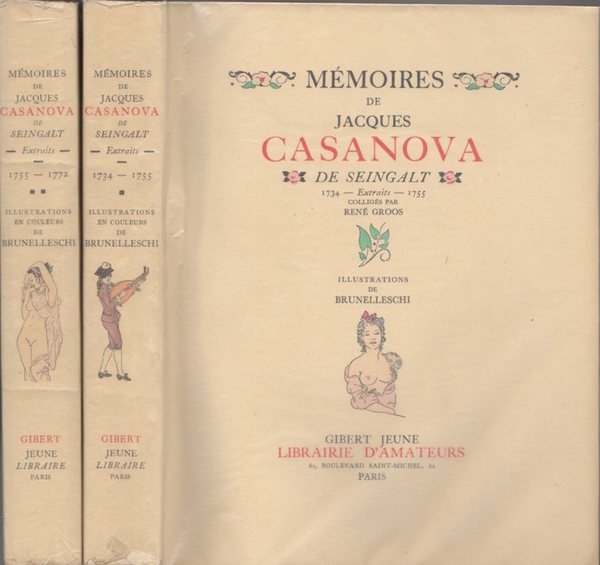 MÉMOIRES
DE
JACQUES
CASANOVA
DE
SEINGALT
— Extraits —
1755 — 1772
ILLUSTRATIONS
EN COULEURS
DE
BRUNELLESCHI
GIBERT
JEUNE
LIBRAIRE
PARIS
MÉMOIRES
DE
JACQUES
CASANOVA
DE
SEINGALT
— Extraits —
1734 — 1755
ILLUSTRATIONS
EN COULEURS
DE
BRUNELLESCHI
GIBERT
JEUNE
LIBRAIRE
PARIS
MÉMOIRES
DE
JACQUES
CASANOVA
DE SEINGALT
1734 — Extraits — 1755
COLLIGÉS PAR
RENÉ GROOS
ILLUSTRATIONS
DE
BRUNELLESCHI
GIBERT JEUNE
LIBRAIRIE D'AMATEURS
61, BOULEVARD SAINT-MICHEL, 61
PARIS